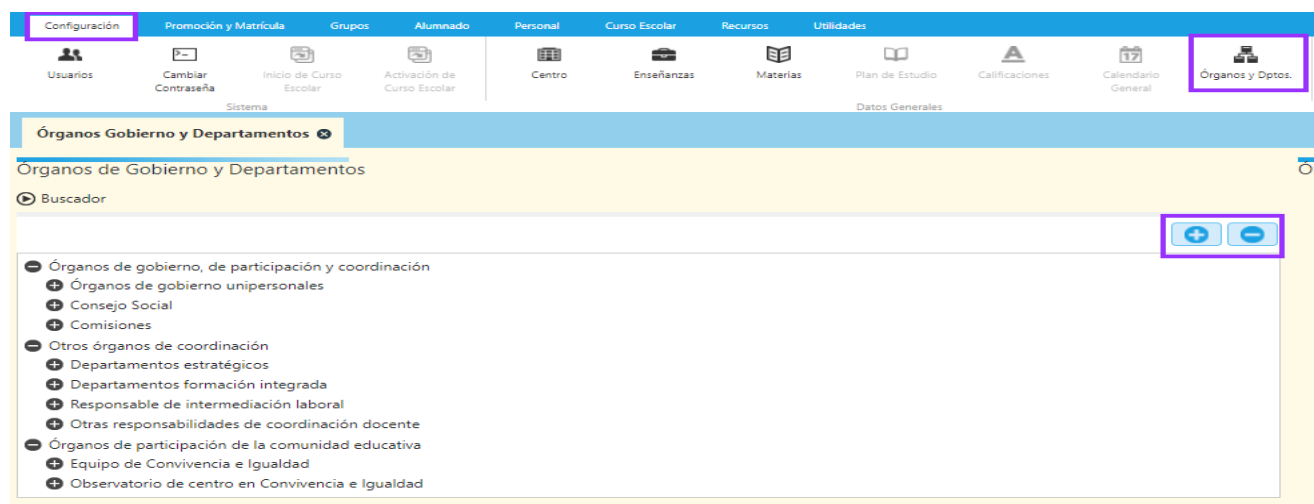 Configuración Promoción y Matrícula Grupos Alumnado Personal Curso Escolar Recursos Utilidades
Usuarios Cambiar Inicio de Curso Activación de Centro Enseñanzas Materias Plan de Estudio Calificaciones Calendario Órganos y Dptos.
Contraseña Escolar Curso Escolar General
17
Sistema Datos Generales
Órganos Gobierno y Departamentos
Órganos de Gobierno y Departamentos
Ó
Buscador
Órganos de gobierno, de participación y coordinación
Órganos de gobierno unipersonales
Consejo Social
Comisiones
Otros órganos de coordinación
Departamentos estratégicos
Departamentos formación integrada
Responsable de intermediación laboral
Otras responsabilidades de coordinación docente
Órganos de participación de la comunidad educativa
Equipo de Convivencia e Igualdad
Observatorio de centro en Convivencia e Igualdad